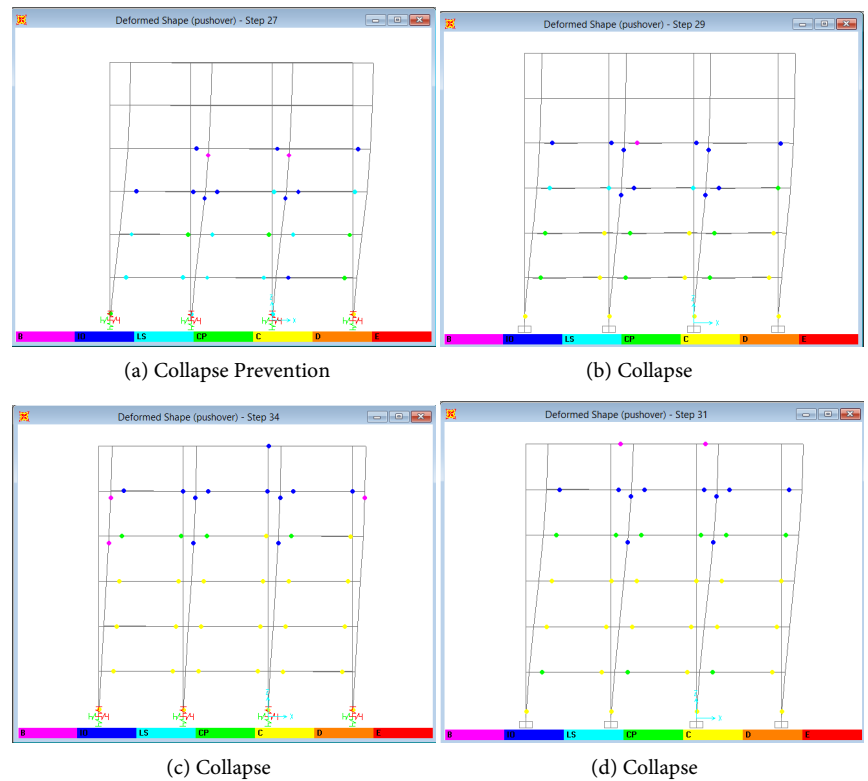 Deformed Shape (pushover) - Step 27
X
B IO LS CP C D E
(a) Collapse Prevention
Deformed Shape (pushover) - Step 29
X
B IO LS CP C D E
(b) Collapse
Deformed Shape (pushover) - Step 34
X
B IO LS CP C D E
(c) Collapse
Deformed Shape (pushover) - Step 31
X
B IO LS CP C D E
(d) Collapse